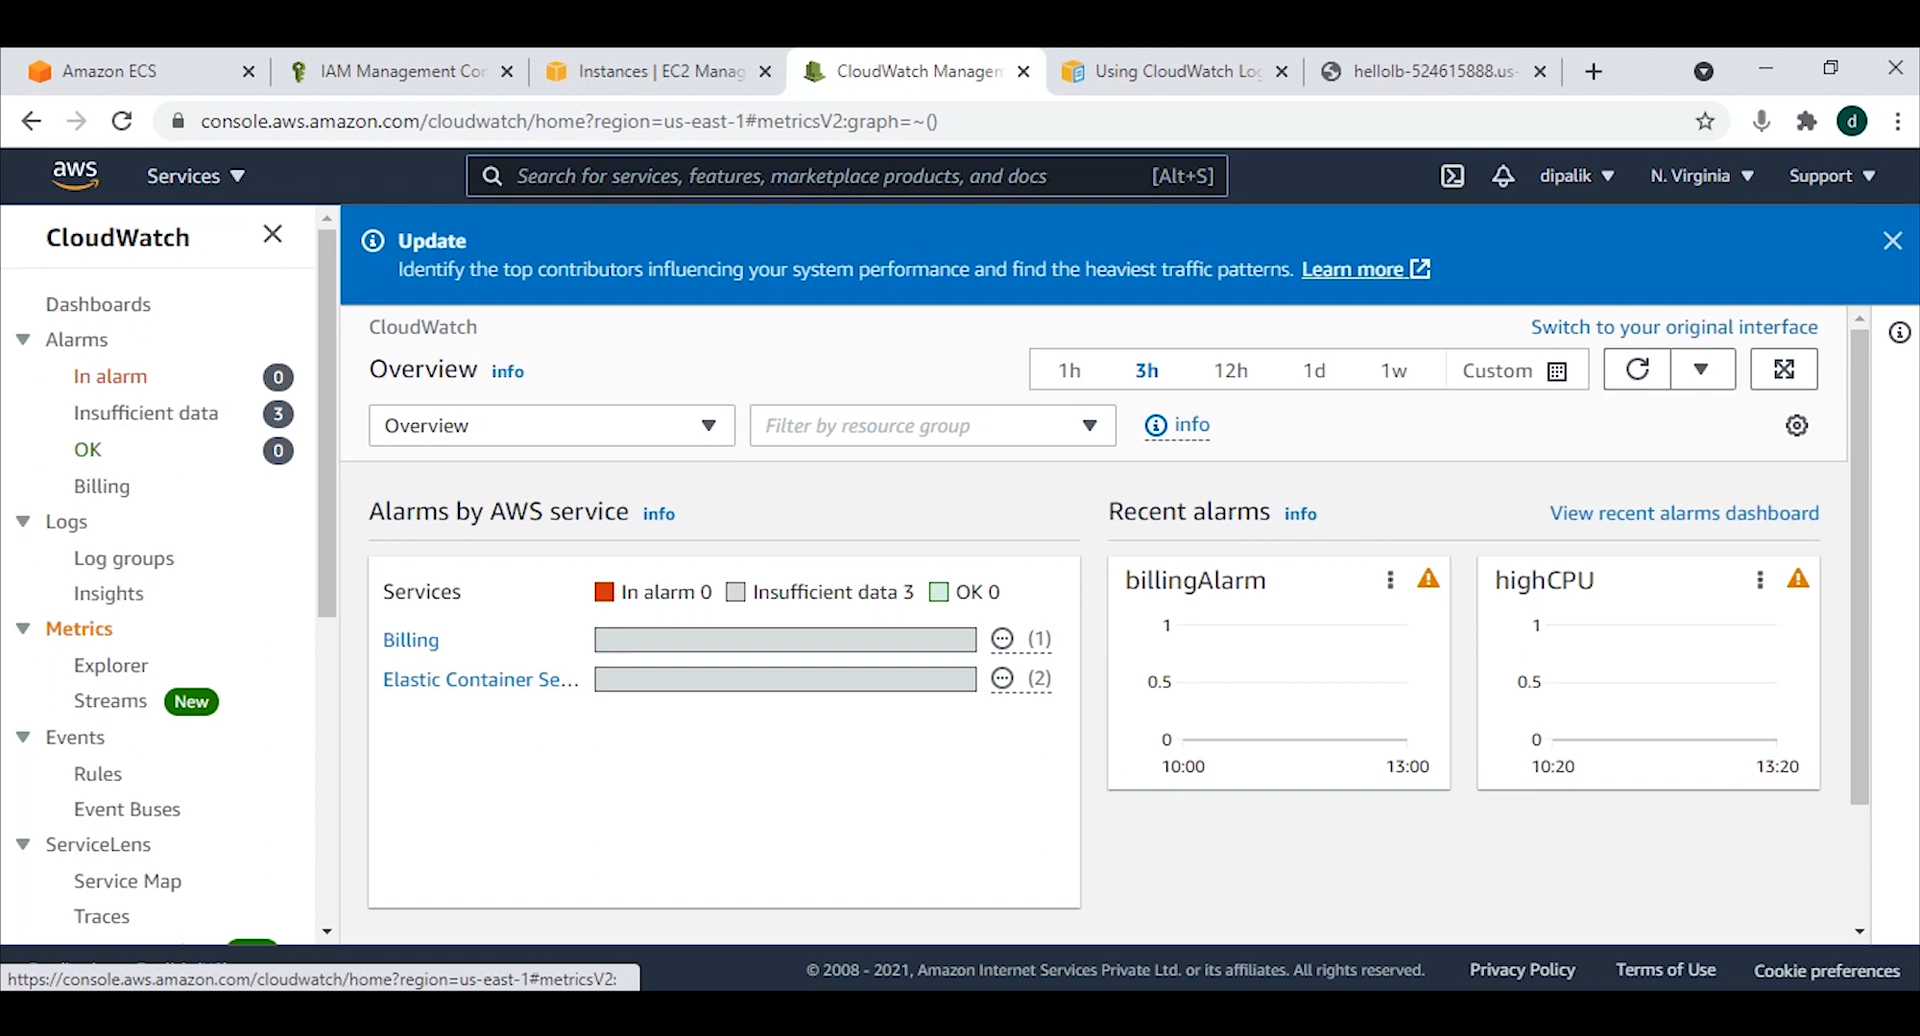 Amazon ECS
IAM Management Con
Instances | EC2 Manag
CloudWatch Managem
Using CloudWatch Log
hellolb-524615888.us-
console.aws.amazon.com/cloudwatch/home?region=us-east-1#metricsV2:graph=~()
d
aws
Services
Search for services, features, marketplace products, and docs
[Alt+S]
dipalik
N. Virginia
Support
CloudWatch
Dashboards
Alarms
In alarm 0
Insufficient data 3
OK 0
Billing
Logs
Log groups
Insights
Metrics
Explorer
Streams New
Events
Rules
Event Buses
ServiceLens
Service Map
Traces
Update
Identify the top contributors influencing your system performance and find the heaviest traffic patterns. Learn more
CloudWatch
Switch to your original interface
Overview info
1h 3h 12h 1d 1w Custom
Overview
Filter by resource group
info
Alarms by AWS service info
Services
In alarm 0 Insufficient data 3 OK 0
Billing (1)
Elastic Container Se... (2)
Recent alarms info
View recent alarms dashboard
billingAlarm
1
0.5
0
10:00 13:00
highCPU
1
0.5
0
10:20 13:20
https://console.aws.amazon.com/cloudwatch/home?region=us-east-1#metricsV2:
© 2008 - 2021, Amazon Internet Services Private Ltd. or its affiliates. All rights reserved.
Privacy Policy
Terms of Use
Cookie preferences